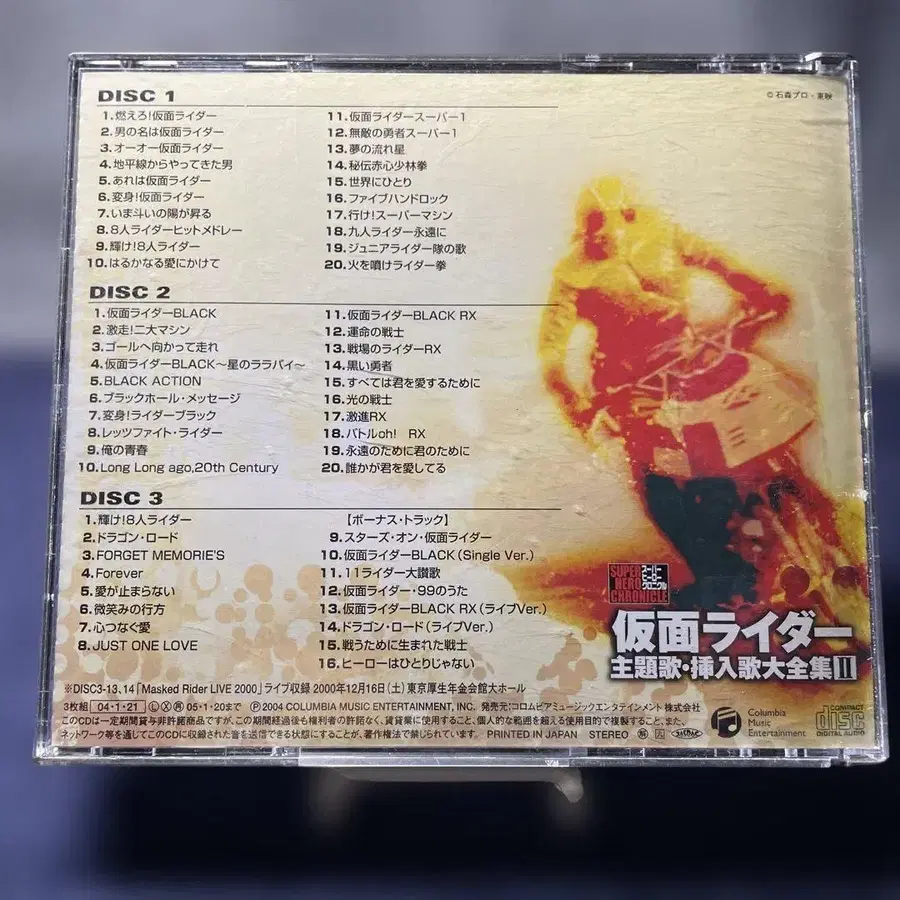 DISC 1
©石森プロ・東映
1.燃えろ!仮面ライダー
2.男の名は仮面ライダー
3.オーオー仮面ライダー
4.地平線からやってきた男
5.あれは仮面ライダー
6.変身!仮面ライダー
7.いま斗いの陽が昇る
8.8人ライダーヒットメドレー
9.輝け!8人ライダー
10.はるかなる愛にかけて
11.仮面ライダースーパー1
12.無敵の勇者スーパー1
13.夢の流れ星
14.秘伝赤心少林拳
15.世界にひとり
16.ファイブハンドロック
17.行け!スーパーマシン
18.九人ライダー永遠に
19.ジュニアライダー隊の歌
20.火を噴けライダー拳
DISC 2
1.仮面ライダーBLACK
2.激走!二大マシン
3.ゴールへ向かって走れ
4.仮面ライダーBLACK〜星のララバイ〜
5.BLACK ACTION
6.ブラックホール・メッセージ
7.変身!ライダーブラック
8.レッツファイト・ライダー
9.俺の青春
10.Long Long ago,20th Century
11.仮面ライダーBLACK RX
12.運命の戦士
13.戦場のライダーRX
14.黒い勇者
15.すべては君を愛するために
16.光の戦士
17.激進RX
18.バトルoh! RX
19.永遠のために君のために
20.誰かが君を愛してる
DISC 3
1.輝け!8人ライダー
2.ドラゴン・ロード
3.FORGET MEMORIE'S
4.Forever
5.愛が止まらない
6.微笑みの行方
7.心つなぐ愛
8.JUST ONE LOVE
【ボーナス・トラック】
9.スターズ・オン・仮面ライダー
10.仮面ライダーBLACK(Single Ver.)
11.11ライダー大讃歌
12.仮面ライダー・99のうた
13.仮面ライダーBLACK RX(ライブVer.)
14.ドラゴン・ロード(ライブVer.)
15.戦うために生まれた戦士
16.ヒーローはひとりじゃない
SUPER HERO CHRONICLE
スーパーヒーロークロニクル
仮面ライダー
主題歌・挿入歌大全集II
※DISC3-13、14「Masked Rider LIVE 2000」ライブ収録 2000年12月16日(土)東京厚生年金会館大ホール
3枚組 04・1・21 Ⓛ Ⓧ 再 05・1・20まで Ⓟ2004 COLUMBIA MUSIC ENTERTAINMENT, INC. 発売元:コロムビアミュージックエンタテインメント株式会社
このCDは一定期間貸与非許諾商品ですが、この期間経過後も権利者の許諾なく、賃貸業に使用すること、個人的な範囲を超える使用目的で複製すること、また、
ネットワーク等を通じてこのCDに収録された音を送信できる状態にすることが、著作権法で禁じられています。 PRINTED IN JAPAN STEREO
Columbia Music Entertainment
COMPACT disc DIGITAL AUDIO